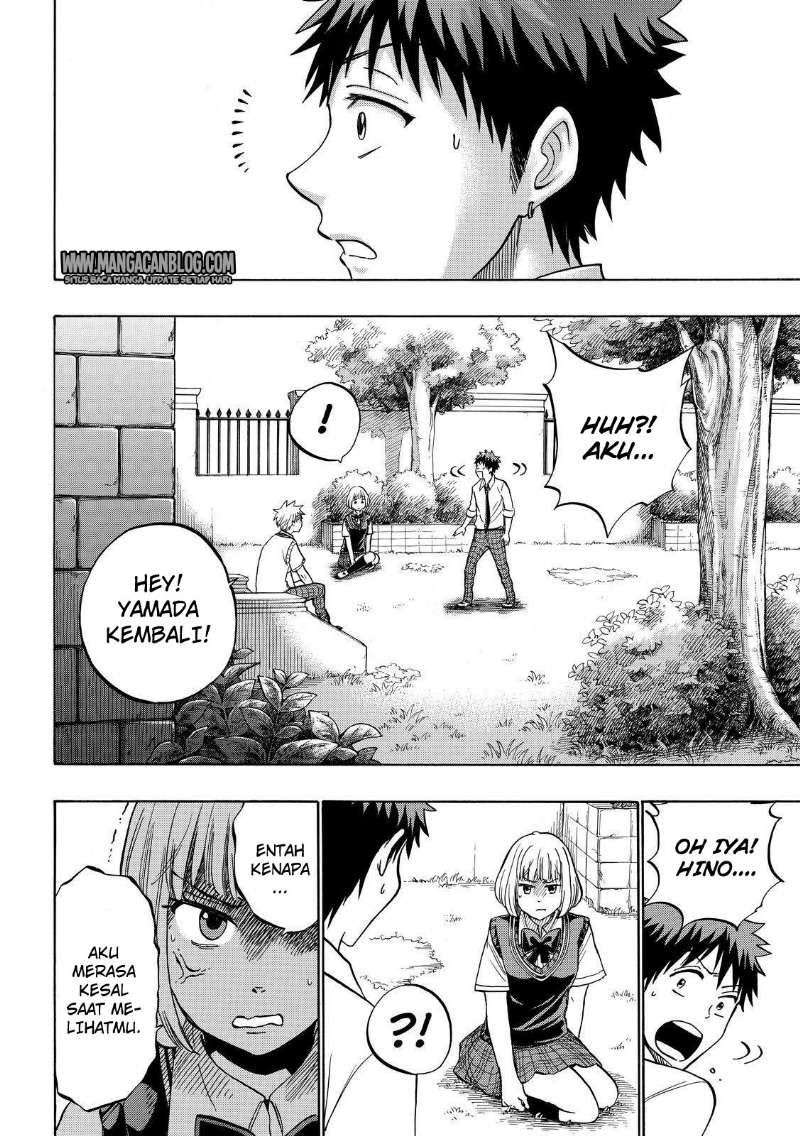 WWW.MANGACANBLOG.COM
SITUS BACA MANGA UPDATE SETIAP HARI
HUH?!
AKU...
!
HEY!
YAMADA
KEMBALI!
OH IYA!
HINO....
?!
ENTAH
KENAPA
...
AKU
MERASA
KESAL
SAAT ME-
LIHATMU.